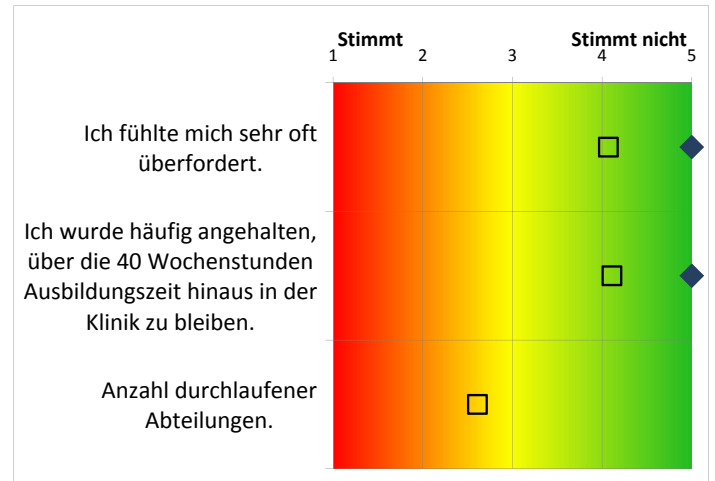 Stimmt Stimmt nicht
1 2 3 4 5
Ich fühlte mich sehr oft
überfordert.
Ich wurde häufig angehalten,
über die 40 Wochenstunden
Ausbildungszeit hinaus in der
Klinik zu bleiben.
Anzahl durchlaufener
Abteilungen.